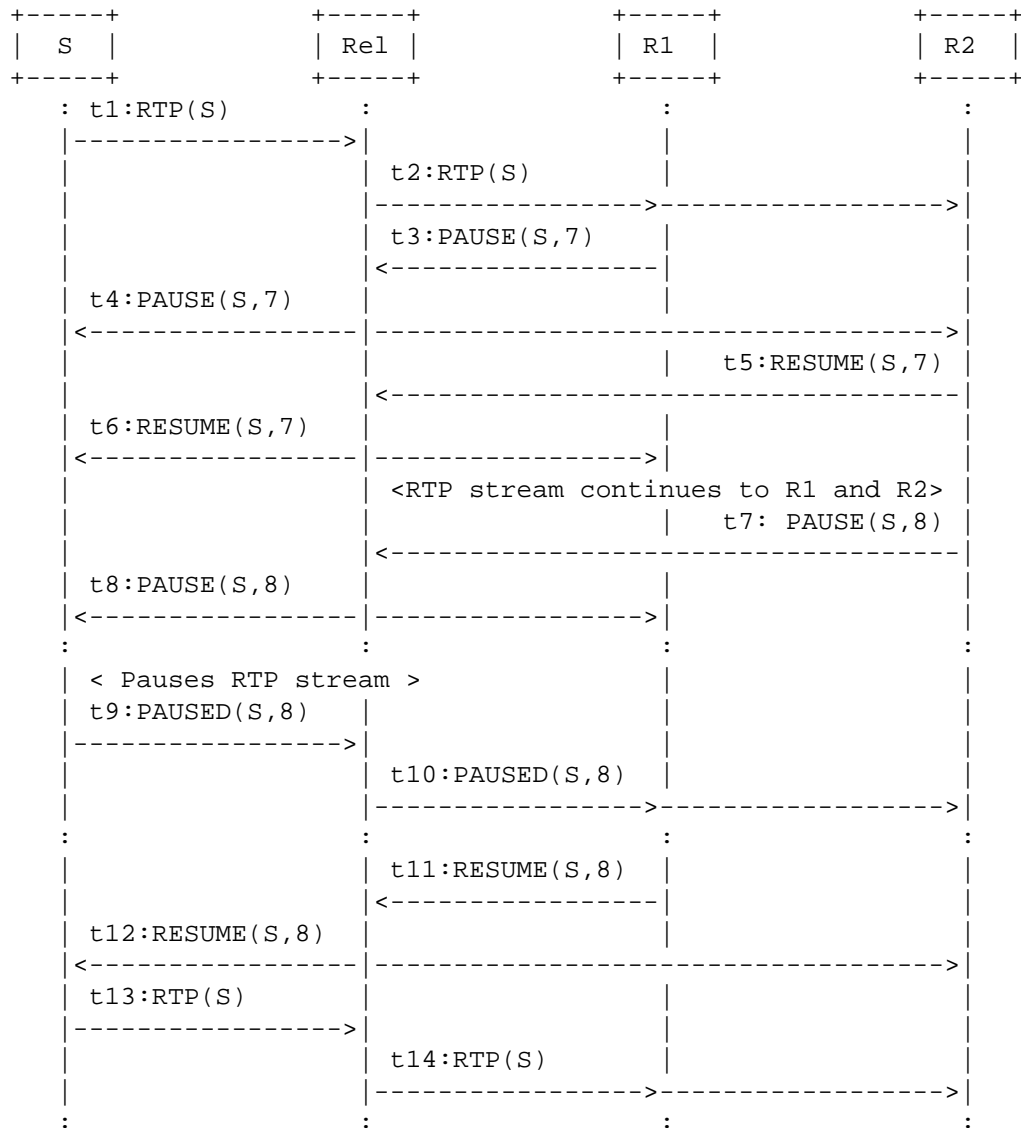 S Rel R1 R2
t1:RTP(S)
t2:RTP(S)
t3:PAUSE(S,7)
t4:PAUSE(S,7)
t5:RESUME(S,7)
t6:RESUME(S,7)
<RTP stream continues to R1 and R2>
t7: PAUSE(S,8)
t8:PAUSE(S,8)
< Pauses RTP stream >
t9:PAUSED(S,8)
t10:PAUSED(S,8)
t11:RESUME(S,8)
t12:RESUME(S,8)
t13:RTP(S)
t14:RTP(S)